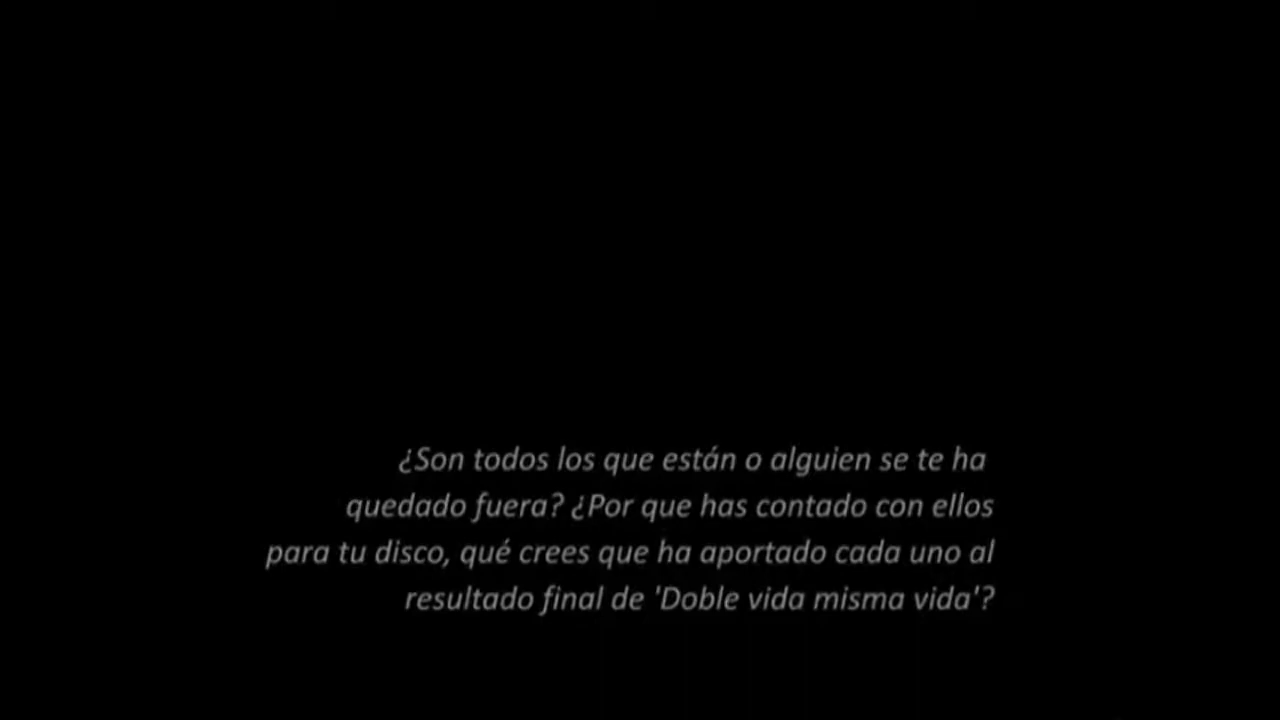 ¿Son todos los que están o alguien se te ha
quedado fuera? ¿Por que has contado con ellos
para tu disco, qué crees que ha aportado cada uno al
resultado final de 'Doble vida misma vida'?